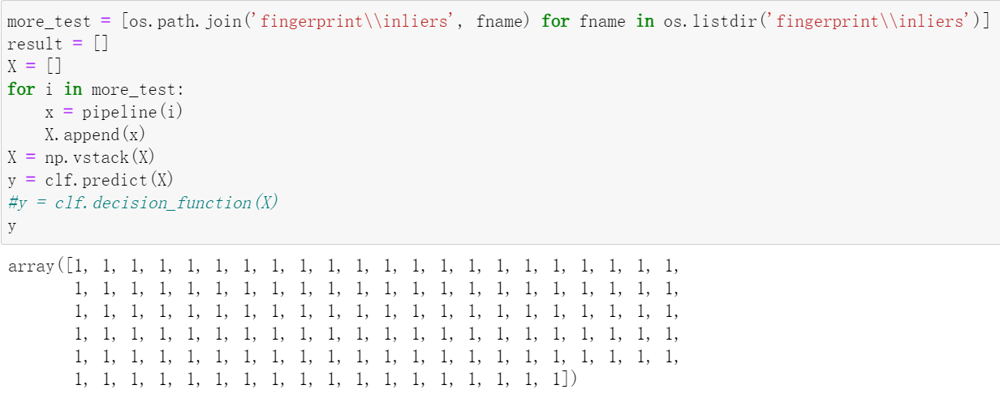 more_test = [os.path.join('fingerprint\\inliers', fname) for fname in os.listdir('fingerprint\\inliers')]
result = []
X = []
for i in more_test:
    x = pipeline(i)
    X.append(x)
X = np.vstack(X)
y = clf.predict(X)
#y = clf.decision_function(X)
y
array([1, 1, 1, 1, 1, 1, 1, 1, 1, 1, 1, 1, 1, 1, 1, 1, 1, 1, 1, 1, 1, 1,
       1, 1, 1, 1, 1, 1, 1, 1, 1, 1, 1, 1, 1, 1, 1, 1, 1, 1, 1, 1, 1, 1,
       1, 1, 1, 1, 1, 1, 1, 1, 1, 1, 1, 1, 1, 1, 1, 1, 1, 1, 1, 1, 1, 1,
       1, 1, 1, 1, 1, 1, 1, 1, 1, 1, 1, 1, 1, 1, 1, 1, 1, 1, 1, 1, 1, 1,
       1, 1, 1, 1, 1, 1, 1, 1, 1, 1, 1, 1, 1, 1, 1, 1, 1, 1, 1, 1, 1, 1,
       1, 1, 1, 1, 1, 1, 1, 1, 1, 1, 1, 1, 1, 1, 1, 1, 1, 1])